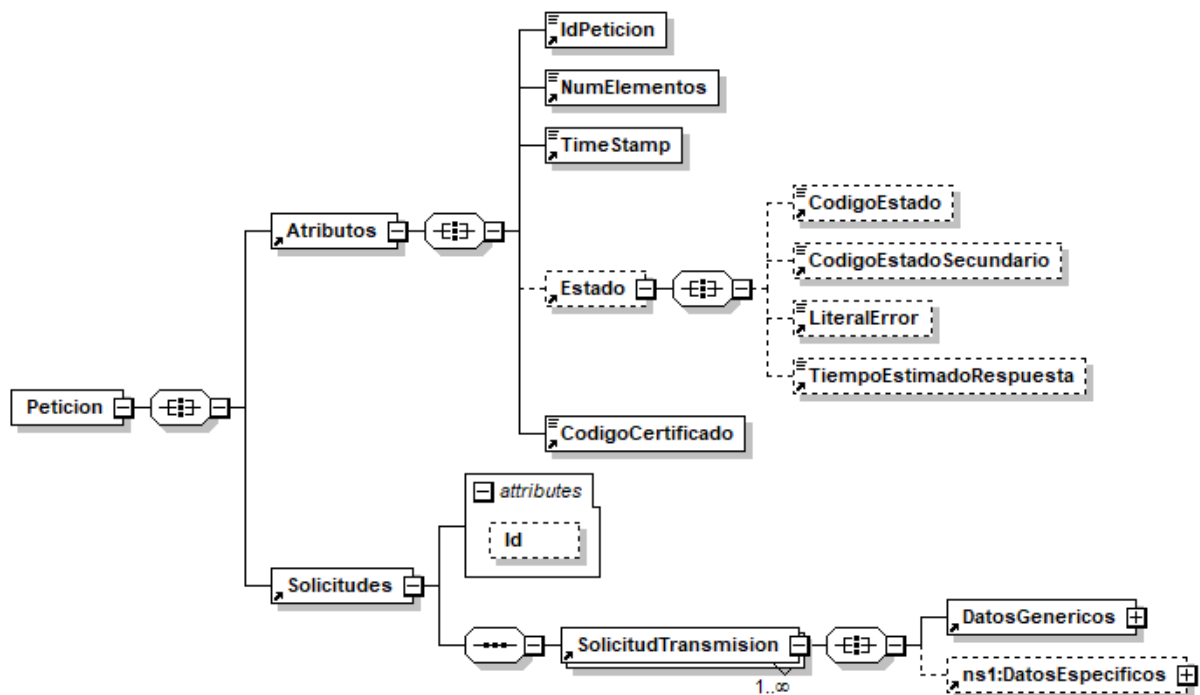 IdPeticion
NumElementos
TimeStamp
CodigoEstado
Atributos
CodigoEstadoSecundario
Estado
LiteralError
TiempoEstimadoRespuesta
Peticion
CodigoCertificado
attributes
Id
Solicitudes
DatosGenericos
SolicitudTransmision
ns1:DatosEspecificos
1..∞